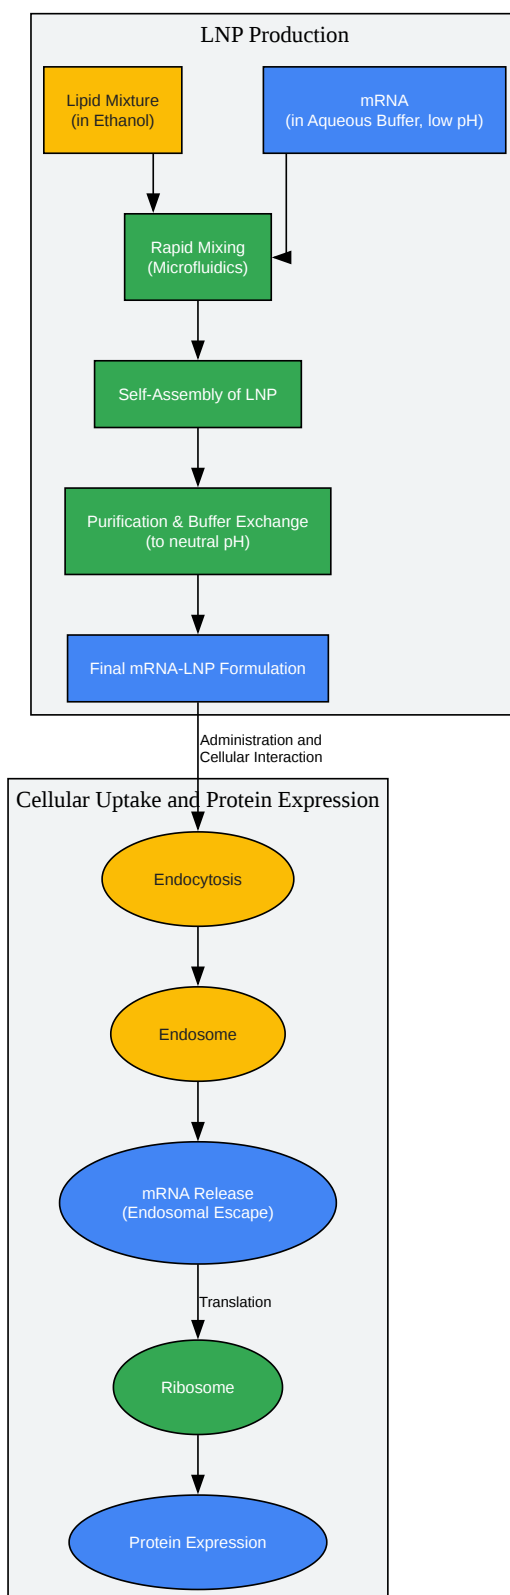 LNP Production
Lipid Mixture
(in Ethanol)
mRNA
(in Aqueous Buffer, low pH)
Rapid Mixing
(Microfluidics)
Self-Assembly of LNP
Purification & Buffer Exchange
(to neutral pH)
Final mRNA-LNP Formulation
Administration and
Cellular Interaction
Cellular Uptake and Protein Expression
Endocytosis
Endosome
mRNA Release
(Endosomal Escape)
Translation
Ribosome
Protein Expression